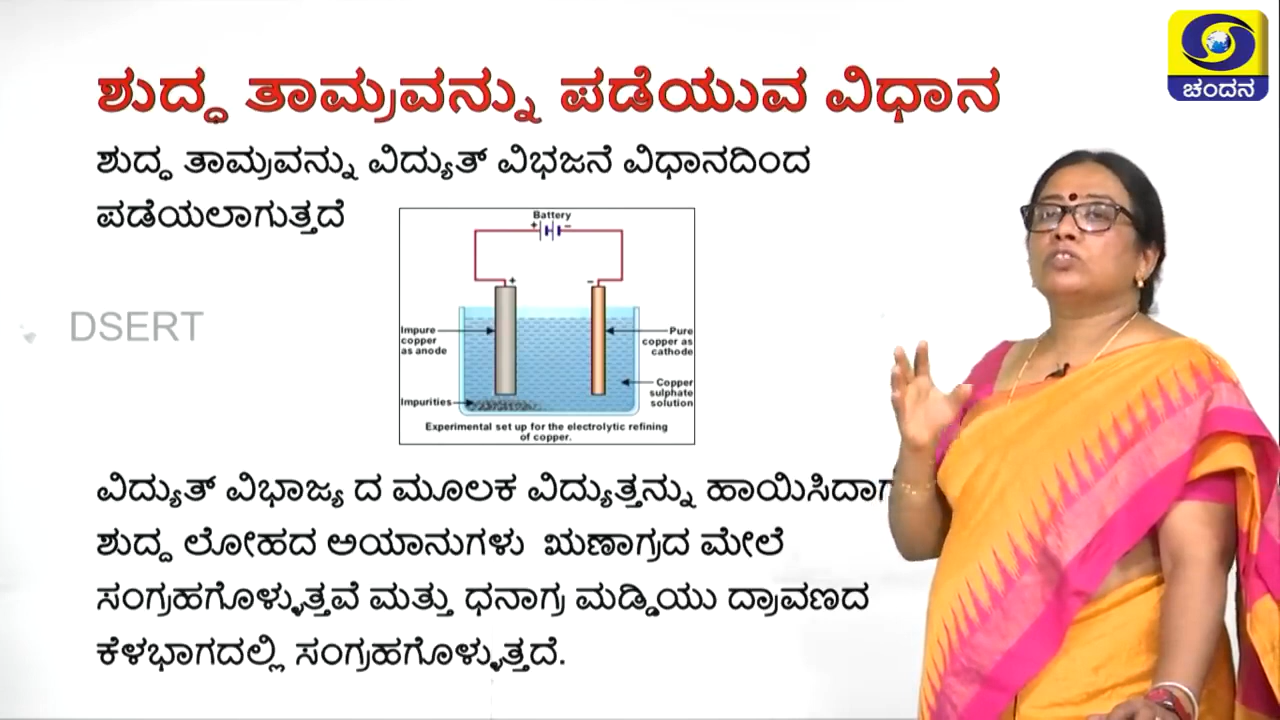 ಚಂದನ
ಶುದ್ಧ ತಾಮ್ರವನ್ನು ಪಡೆಯುವ ವಿಧಾನ
ಶುದ್ಧ ತಾಮ್ರವನ್ನು ವಿದ್ಯುತ್ ವಿಭಜನೆ ವಿಧಾನದಿಂದ
ಪಡೆಯಲಾಗುತ್ತದೆ
Battery
+ −
+ −
DSERT
Impure
copper
as anode
Pure
copper as
cathode
Copper
sulphate
solution
Impurities
Experimental set up for the electrolytic refining
of copper.
ವಿದ್ಯುತ್ ವಿಭಾಜ್ಯ ದ ಮೂಲಕ ವಿದ್ಯುತ್ತನ್ನು ಹಾಯಿಸಿದಾಗ
ಶುದ್ದ ಲೋಹದ ಅಯಾನುಗಳು ಋಣಾಗ್ರದ ಮೇಲೆ
ಸಂಗ್ರಹಗೊಳ್ಳುತ್ತವೆ ಮತ್ತು ಧನಾಗ್ರ ಮಡ್ಡಿಯು ದ್ರಾವಣದ
ಕೆಳಭಾಗದಲ್ಲಿ ಸಂಗ್ರಹಗೊಳ್ಳುತ್ತದೆ.